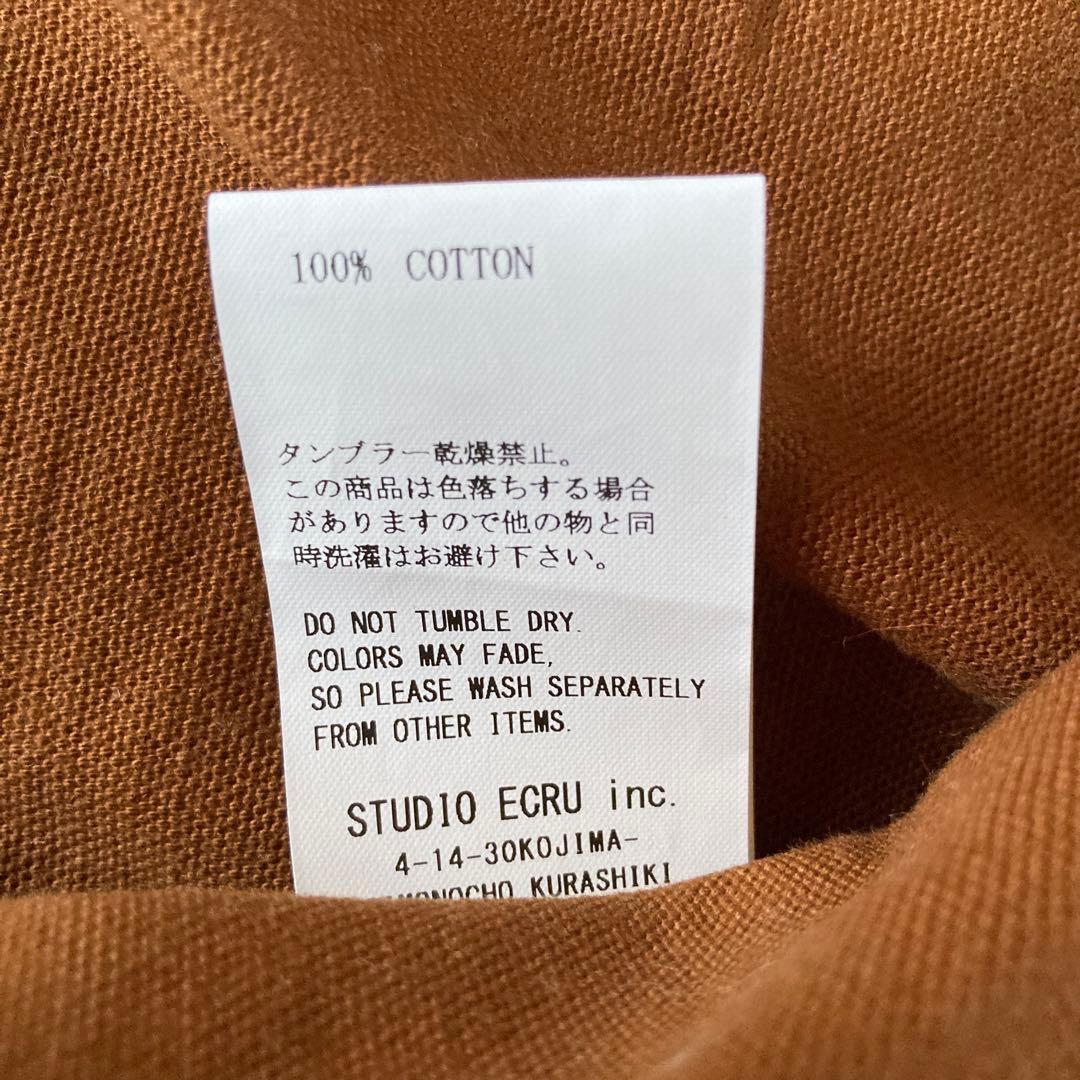 100% COTTON
タンブラー乾燥禁止。
この商品は色落ちする場合
がありますので他の物と同
時洗濯はお避け下さい。
DO NOT TUMBLE DRY.
COLORS MAY FADE,
SO PLEASE WASH SEPARATELY
FROM OTHER ITEMS.
STUDIO ECRU inc.
4-14-30KOJIMA-
KURASHIKI